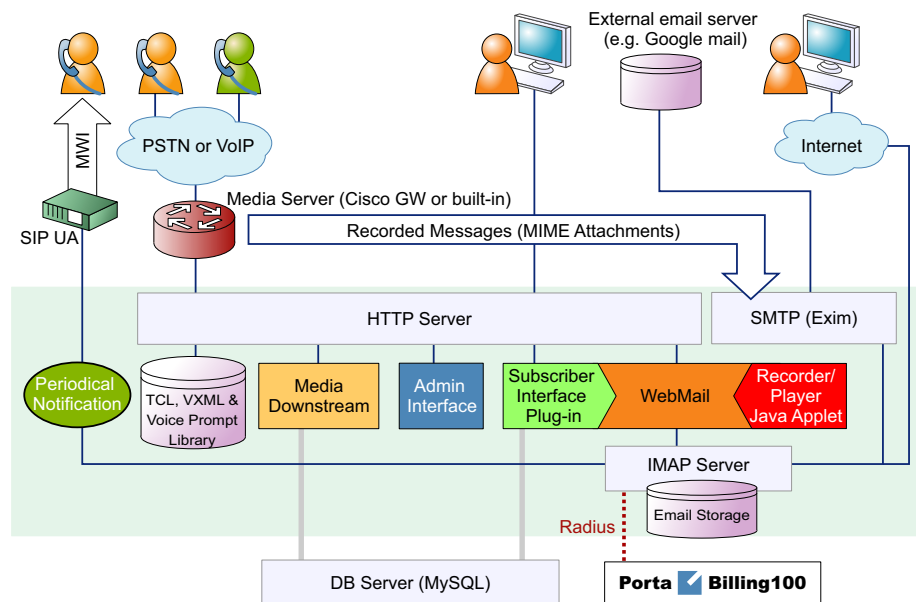 External email server
(e.g. Google mail)
MWI
PSTN or VoIP
Internet
Media Server (Cisco GW or built-in)
SIP UA
Recorded Messages (MIME Attachments)
HTTP Server
SMTP (Exim)
Periodical
Notification
TCL, VXML &
Voice Prompt
Library
Media
Downstream
Admin
Interface
Subscriber
Interface
Plug-in
WebMail
Recorder/
Player
Java Applet
IMAP Server
Email Storage
Radius
DB Server (MySQL)
Porta Billing100